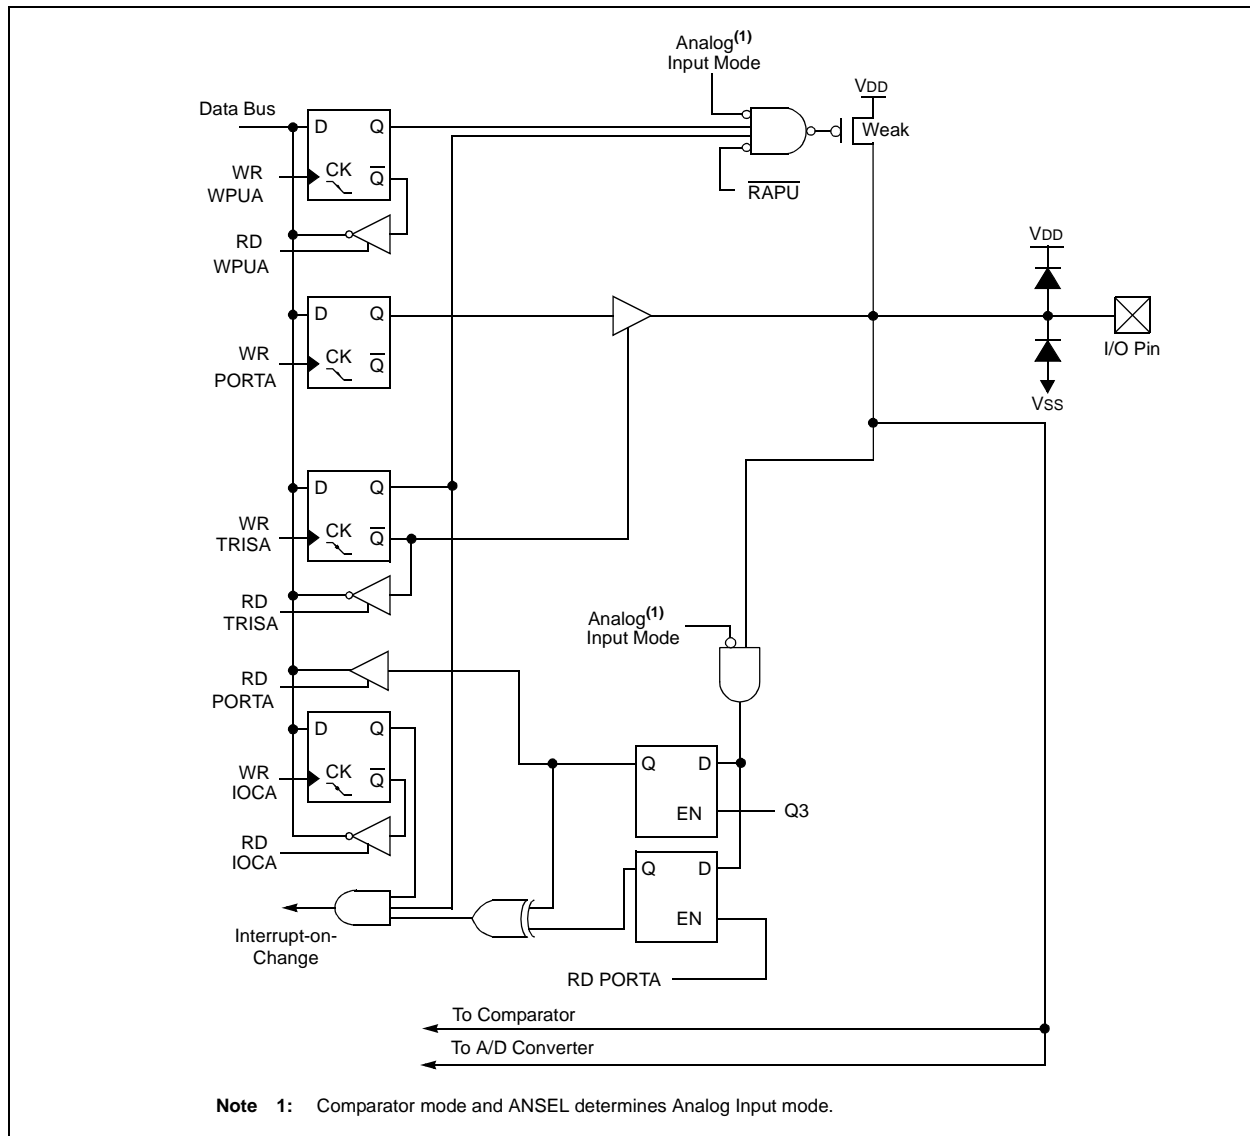 Analog(1)
Input Mode
VDD
Data Bus
D Q
Weak
WR
WPUA
CK Q
RAPU
RD
WPUA
VDD
D Q
WR
PORTA
CK Q
I/O Pin
VSS
D Q
WR
TRISA
CK Q
RD
TRISA
Analog(1)
Input Mode
RD
PORTA
D Q
WR
IOCA
CK Q
Q D
EN
Q3
RD
IOCA
Q D
EN
Interrupt-on-
Change
RD PORTA
To Comparator
To A/D Converter
Note 1: Comparator mode and ANSEL determines Analog Input mode.